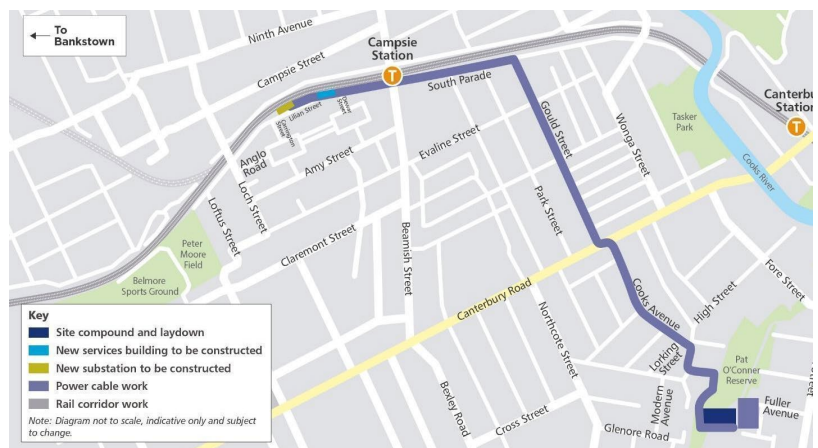 To
Bankstown
Ninth Avenue
Campsie Street
Campsie
Station
T
South Parade
Lilian Street
Dewar
Street
Carrington
Street
Anglo
Road
Amy Street
Evaline Street
Gould Street
Wonga Street
Tasker
Park
Canterbury
Station
T
Cooks River
Loch Street
Loftus Street
Park Street
Claremont Street
Beamish Street
Peter
Moore
Field
Belmore
Sports Ground
Canterbury Road
Cooks Avenue
High Street
Fore Street
Northcote Street
Lorking
Street
Pat
O'Conner
Reserve
Modern
Avenue
Bexley Road
Cross Street
Glenore Road
Fuller
Avenue
Key
Site compound and laydown
New services building to be constructed
New substation to be constructed
Power cable work
Rail corridor work
Note: Diagram not to scale, indicative only and subject
to change.